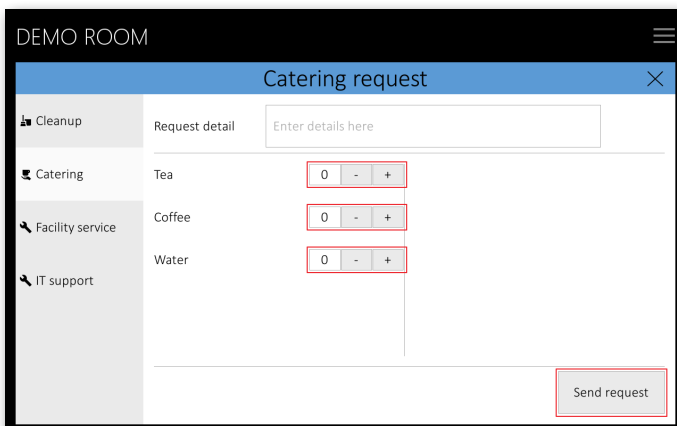 DEMO ROOM
Catering request
Cleanup
Request detail
Enter details here
Catering
Tea
0 - +
Facility service
Coffee
0 - +
Water
0 - +
IT support
Send request